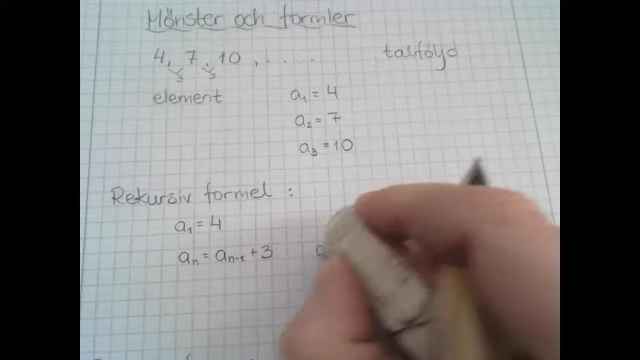 Mönster och formler
4, 7, 10, .... talföljd
3 3
element a₁ = 4
a₂ = 7
a₃ = 10
Rekursiv formel :
a₁ = 4
aₙ = aₙ₋₁ + 3